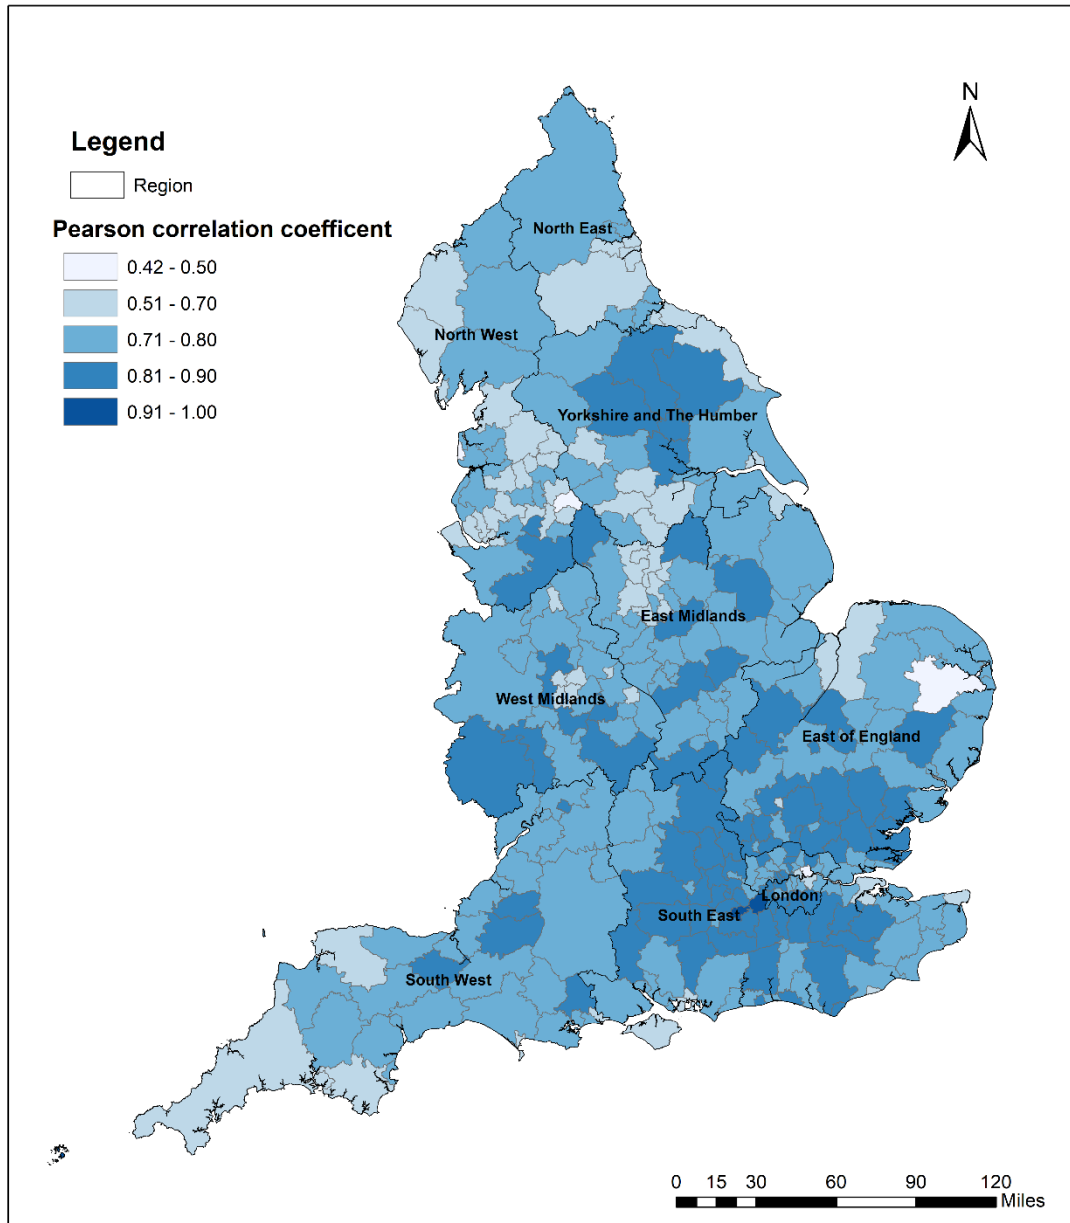 N
Legend
Region
Pearson correlation coefficent
0.42 - 0.50
0.51 - 0.70
0.71 - 0.80
0.81 - 0.90
0.91 - 1.00
North East
North West
Yorkshire and The Humber
East Midlands
West Midlands
East of England
London
South East
South West
0 15 30 60 90 120
Miles